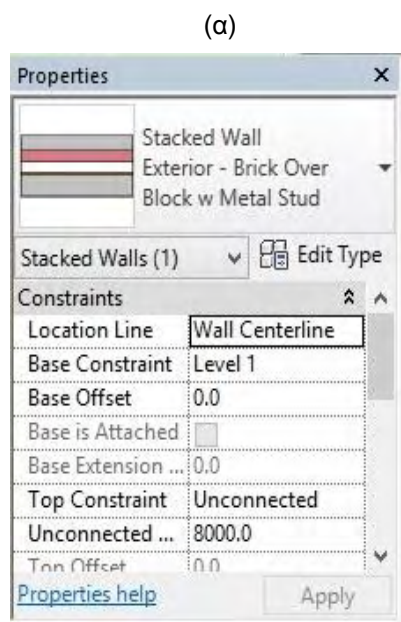 (α)
Properties
Stacked Wall
Exterior - Brick Over
Block w Metal Stud
Stacked Walls (1) Edit Type
Constraints
Location Line Wall Centerline
Base Constraint Level 1
Base Offset 0.0
Base is Attached
Base Extension ... 0.0
Top Constraint Unconnected
Unconnected ... 8000.0
Top Offset 0.0
Properties help Apply